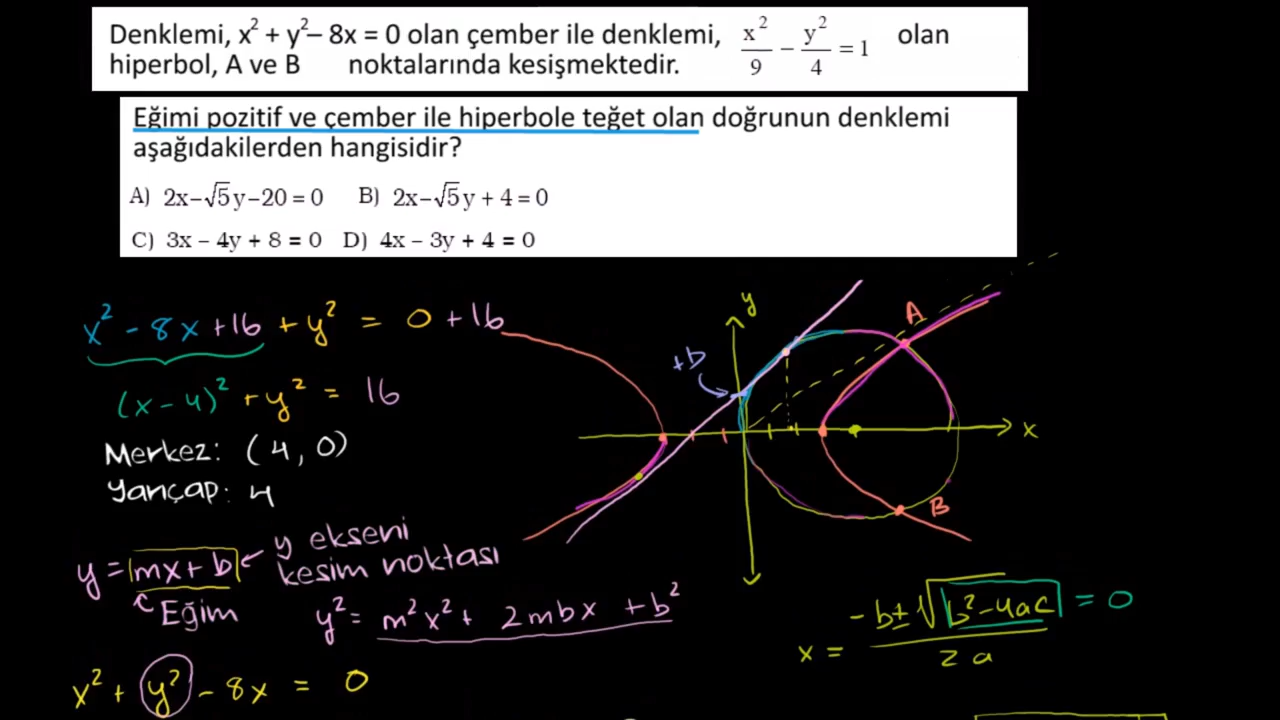 Denklemi, x² + y² – 8x = 0 olan çember ile denklemi, x²/9 − y²/4 = 1 olan
hiperbol, A ve B noktalarında kesişmektedir.
Eğimi pozitif ve çember ile hiperbole teğet olan doğrunun denklemi
aşağıdakilerden hangisidir?
A) 2x−√5y−20 = 0 B) 2x−√5y + 4 = 0
C) 3x − 4y + 8 = 0 D) 4x − 3y + 4 = 0
x² - 8x + 16 + y² = 0 + 16
(x - 4)² + y² = 16
Merkez: (4, 0)
Yarıçap: 4
y = mx + b
y ekseni
kesim noktası
Eğim
y² = m²x² + 2mbx + b²
x² + y² - 8x = 0
y
A
+b
x
B
x = (-b ± √(b² - 4ac)) / 2a = 0